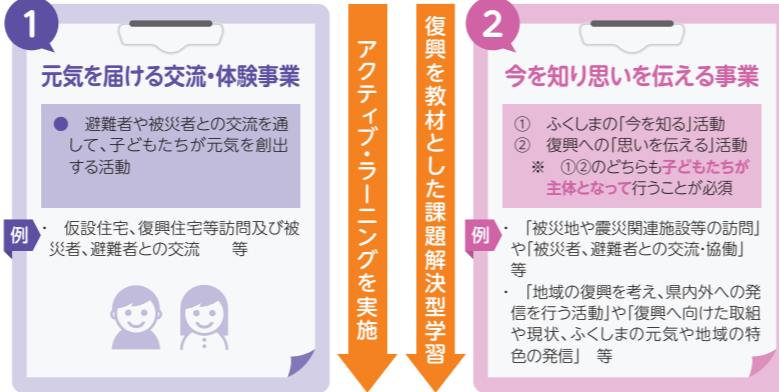 1
元気を届ける交流・体験事業
● 避難者や被災者との交流を通
して、子どもたちが元気を創出
する活動
例
・ 仮設住宅、復興住宅等訪問及び被
災者、避難者との交流 等
アクティブ・ラーニングを実施
復興を教材とした課題解決型学習
2
今を知り思いを伝える事業
① ふくしまの「今を知る」活動
② 復興への「思いを伝える」活動
※ ①②のどちらも子どもたちが
主体となって行うことが必須
例
・ 「被災地や震災関連施設等の訪問」
や「被災者、避難者との交流・協働」
等
・ 「地域の復興を考え、県内外への発
信を行う活動」や「復興へ向けた取組
や現状、ふくしまの元気や地域の特
色の発信」 等